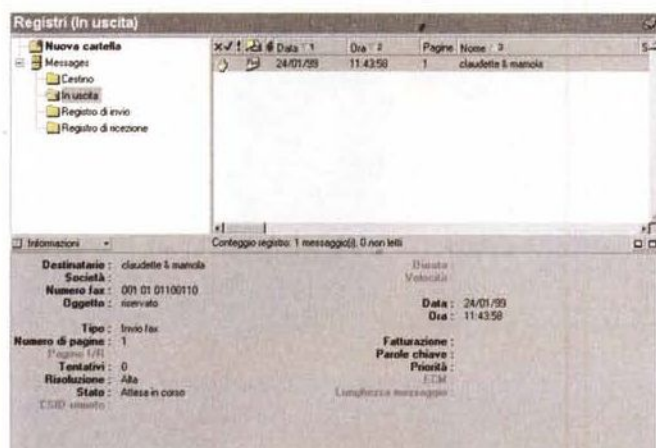 Registri (In uscita)
Nuova cartella
Messages
Cestino
In uscita
Registro di invio
Registro di ricezione
Data 1 Ora 2 Pagine Nome 3
24/01/99 11:43:58 1 claudette & mamola
Informazioni
Conteggio registro: 1 messaggio(i), 0 non letti
Destinatario : claudette & mamola
Società :
Numero fax : 001 01 01100110
Oggetto : riservato
Tipo : Invio fax
Numero di pagine : 1
Pagine I/R
Tentativi : 0
Risoluzione : Alta
Stato : Attesa in corso
CSID remoto
Durata
Velocità
Data : 24/01/99
Ora : 11:43:58
Fatturazione :
Parole chiave :
Priorità :
ECM
Lunghezza messaggio